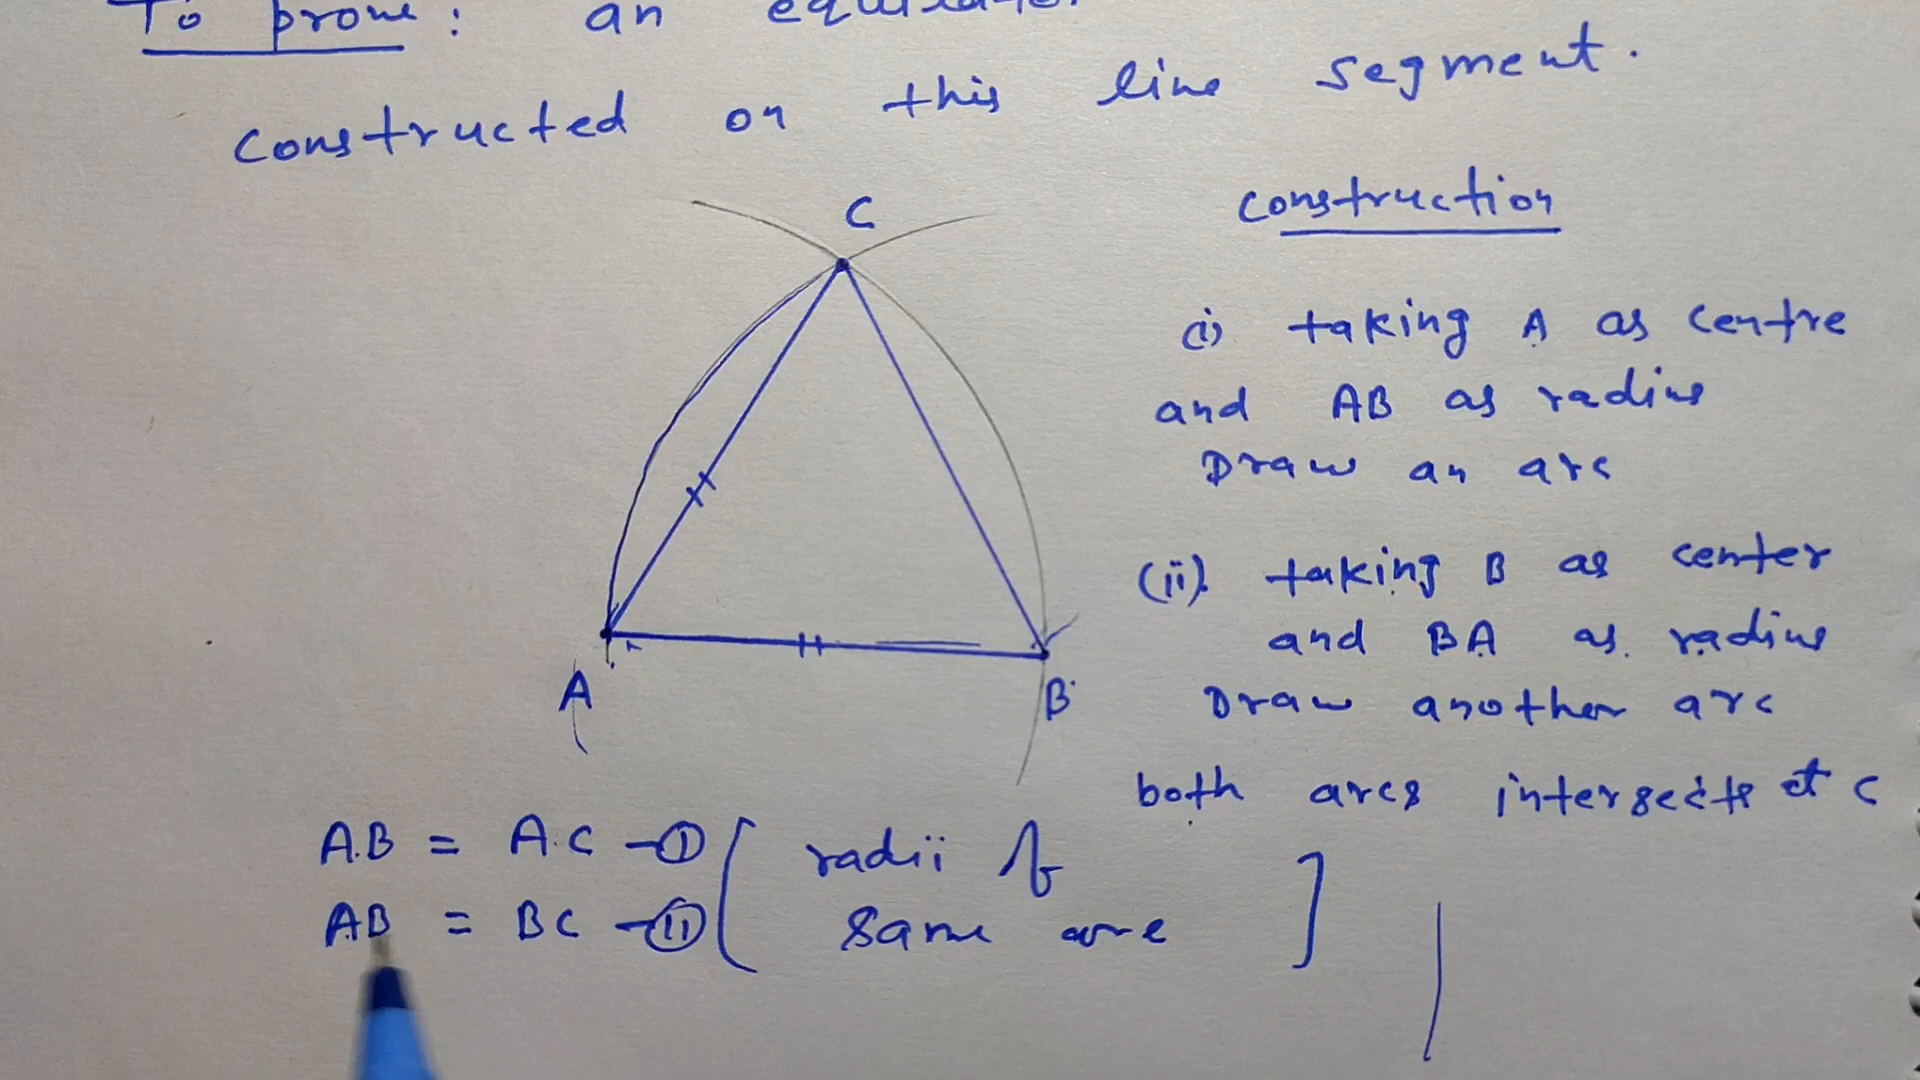 To prove: an
constructed on this line segment.
construction
C
(i) taking A as centre
and AB as radius
Draw an arc
(ii). taking B as center
and BA as radius
Draw another arc
both arcs intersects at C
A
B
AB = AC - (I)
AB = BC - (II)
[ radii of
same arc ]